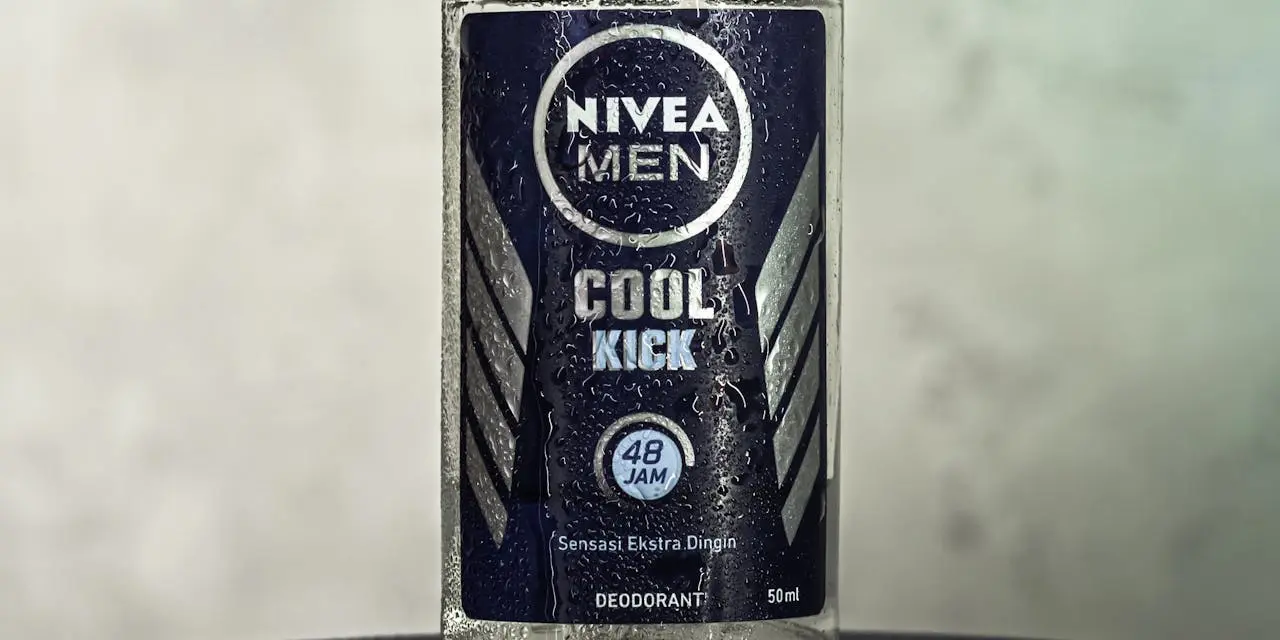 NIVEA
MEN
COOL
KICK
48
JAM
Sensasi Ekstra Dingin
DEODORANT 50ml